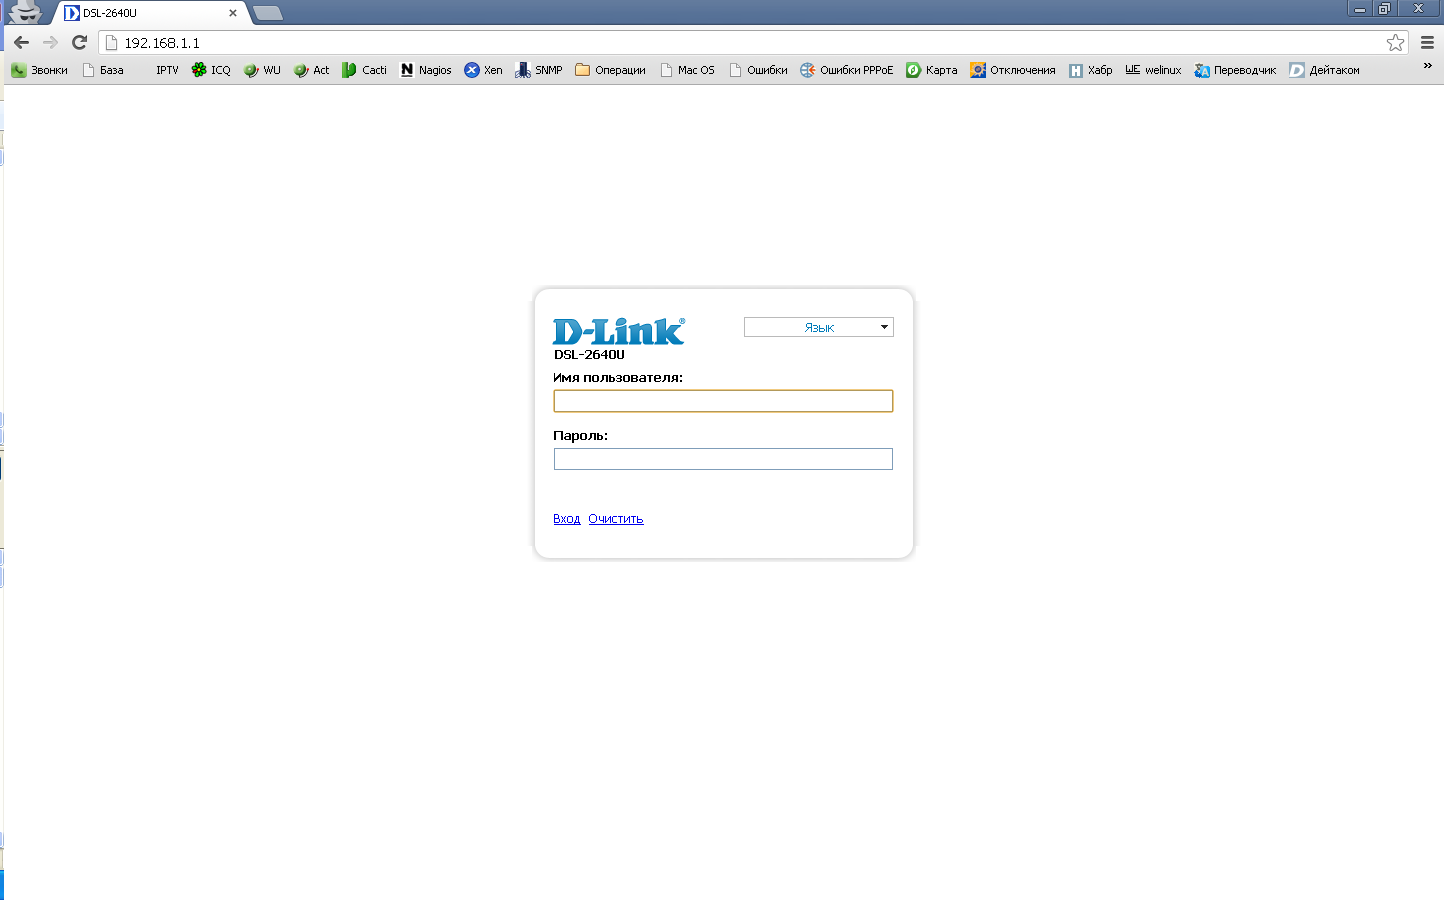 DSL-2640U
192.168.1.1
Звонки База IPTV ICQ WU Act Cacti Nagios Xen SNMP Операции Mac OS Ошибки Ошибки PPPoE Карта Отключения Хабр welinux Переводчик Дейтаком »
D-Link® Язык
DSL-2640U
Имя пользователя:
Пароль:
Вход Очистить